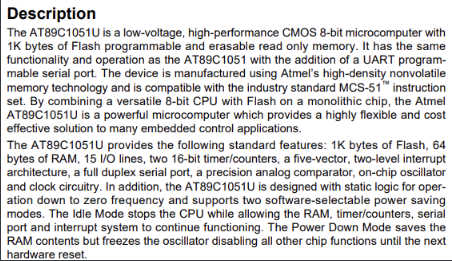 Description
The AT89C1051U is a low-voltage, high-performance CMOS 8-bit microcomputer with
1K bytes of Flash programmable and erasable read only memory. It has the same
functionality and operation as the AT89C1051 with the addition of a UART program-
mable serial port. The device is manufactured using Atmel's high-density nonvolatile
memory technology and is compatible with the industry standard MCS-51™ instruction
set. By combining a versatile 8-bit CPU with Flash on a monolithic chip, the Atmel
AT89C1051U is a powerful microcomputer which provides a highly flexible and cost
effective solution to many embedded control applications.
The AT89C1051U provides the following standard features: 1K bytes of Flash, 64
bytes of RAM, 15 I/O lines, two 16-bit timer/counters, a five-vector, two-level interrupt
architecture, a full duplex serial port, a precision analog comparator, on-chip oscillator
and clock circuitry. In addition, the AT89C1051U is designed with static logic for oper-
ation down to zero frequency and supports two software-selectable power saving
modes. The Idle Mode stops the CPU while allowing the RAM, timer/counters, serial
port and interrupt system to continue functioning. The Power Down Mode saves the
RAM contents but freezes the oscillator disabling all other chip functions until the next
hardware reset.